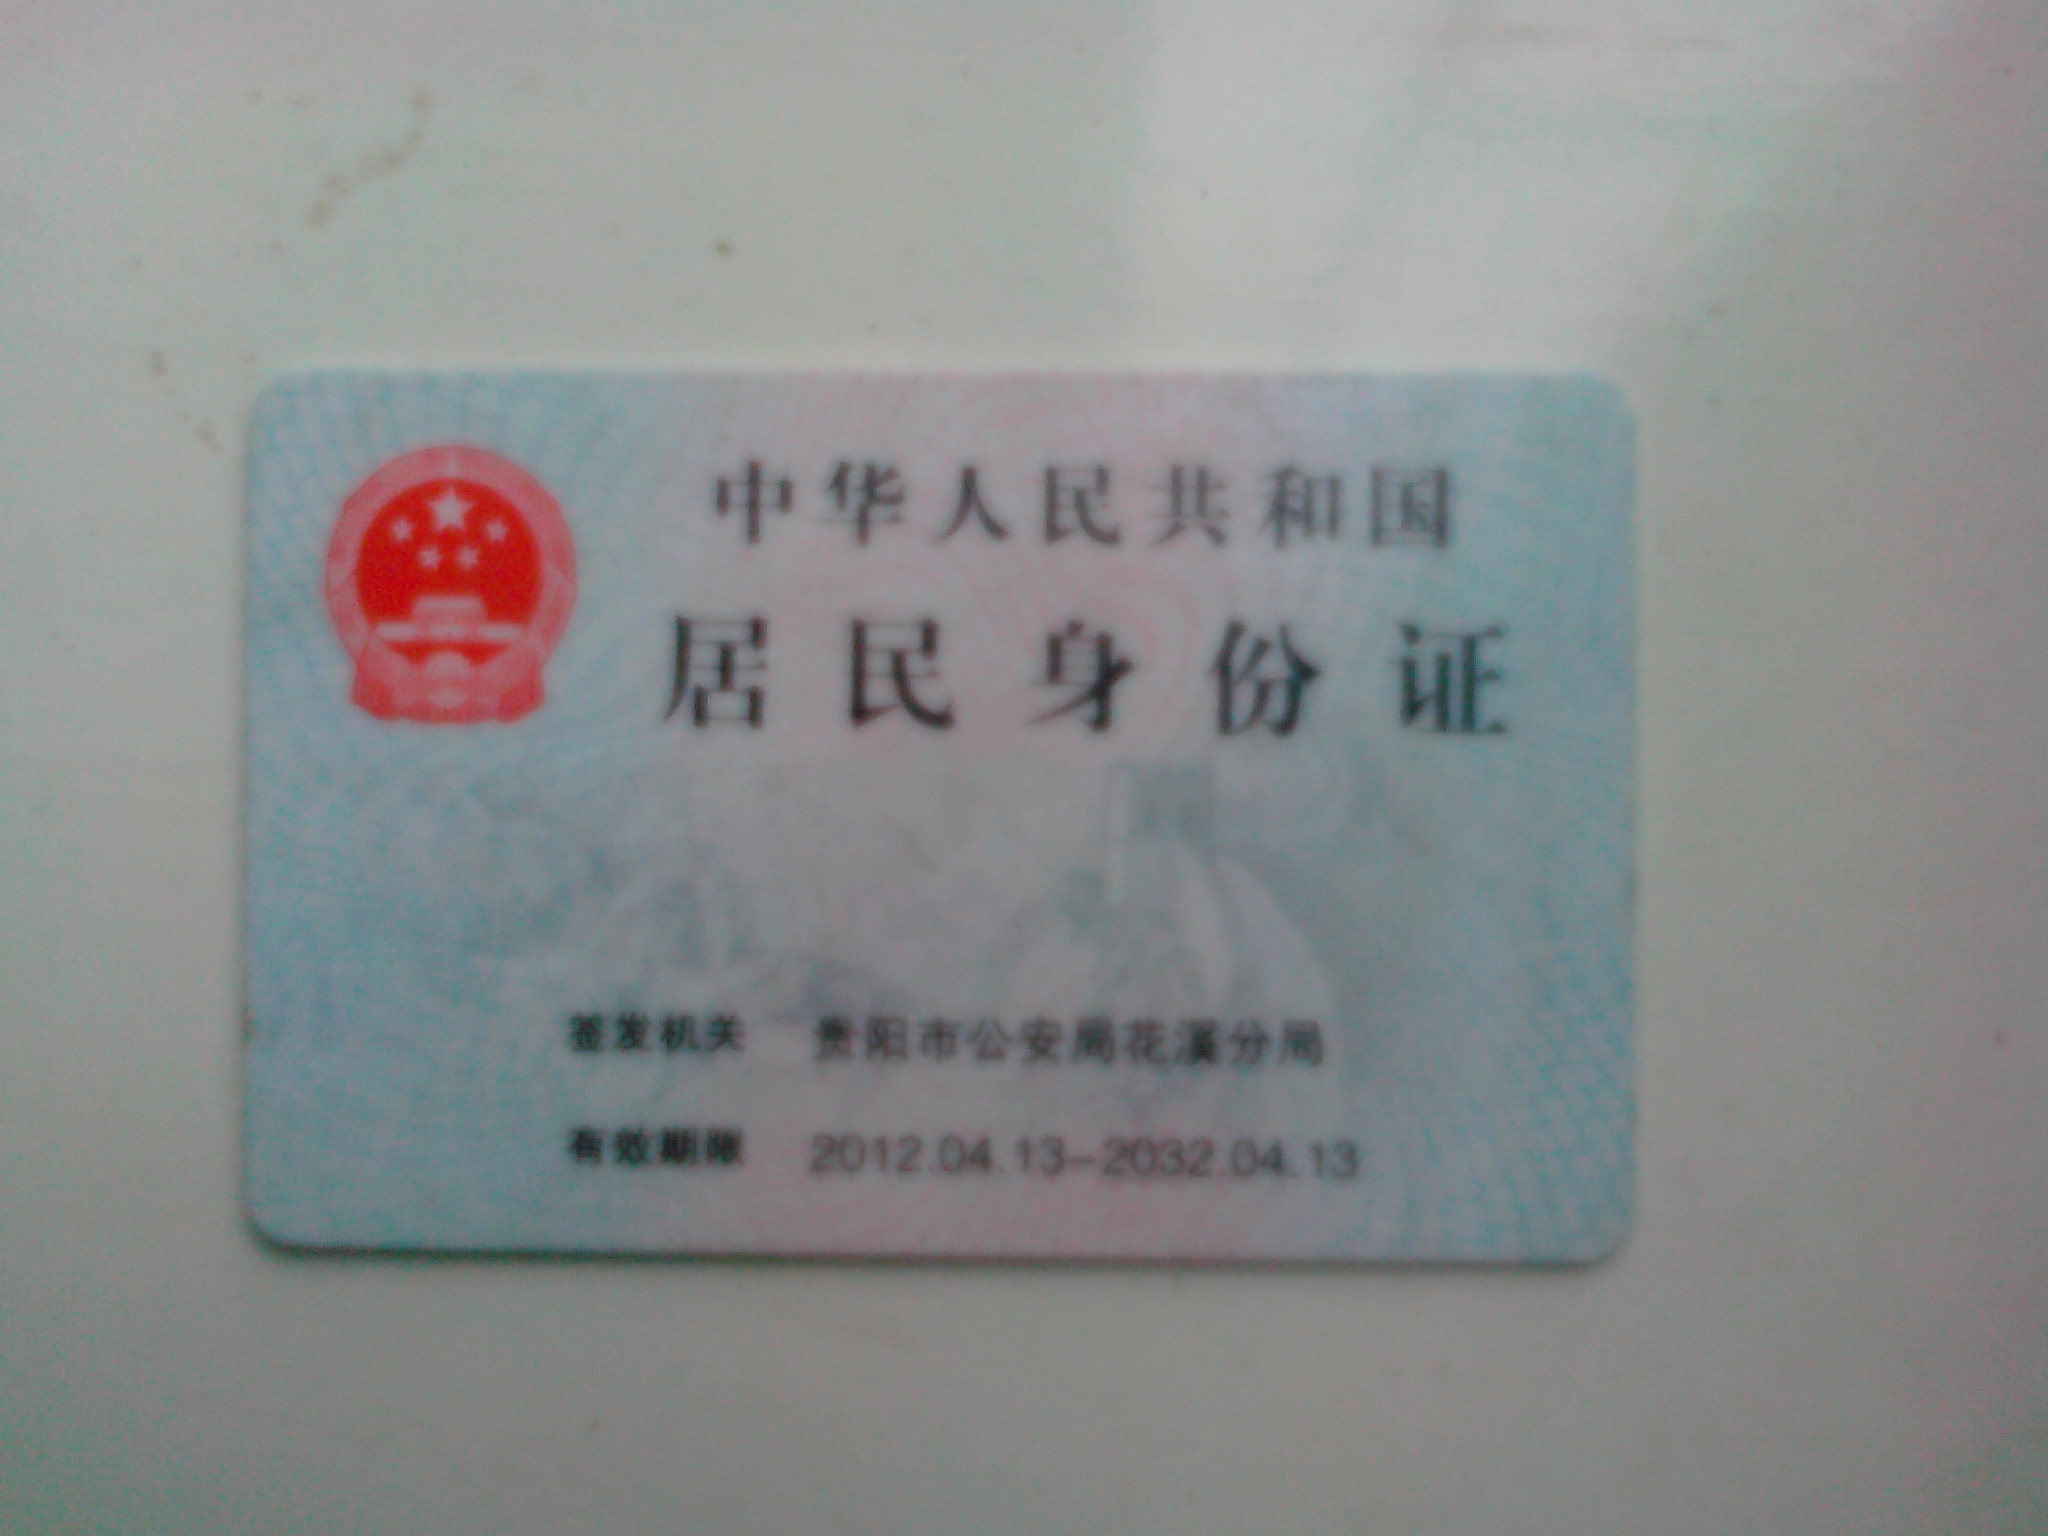 中华人民共和国
居民身份证
签发机关 贵阳市公安局花溪分局
有效期限 2012.04.13-2032.04.13